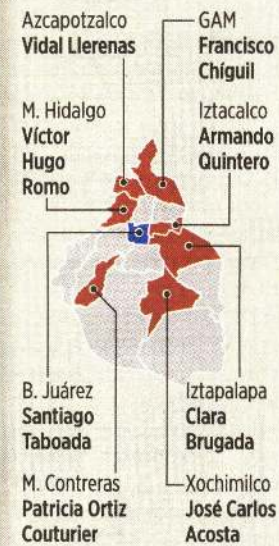 Azcapotzalco
Vidal Llerenas
GAM
Francisco
Chíguil
M. Hidalgo
Víctor
Hugo
Romo
Iztacalco
Armando
Quintero
B. Juárez
Santiago
Taboada
Iztapalapa
Clara
Brugada
M. Contreras
Patricia Ortiz
Couturier
Xochimilco
José Carlos
Acosta